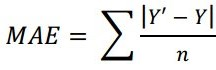 MAE = ∑ |Y′ − Y| / n